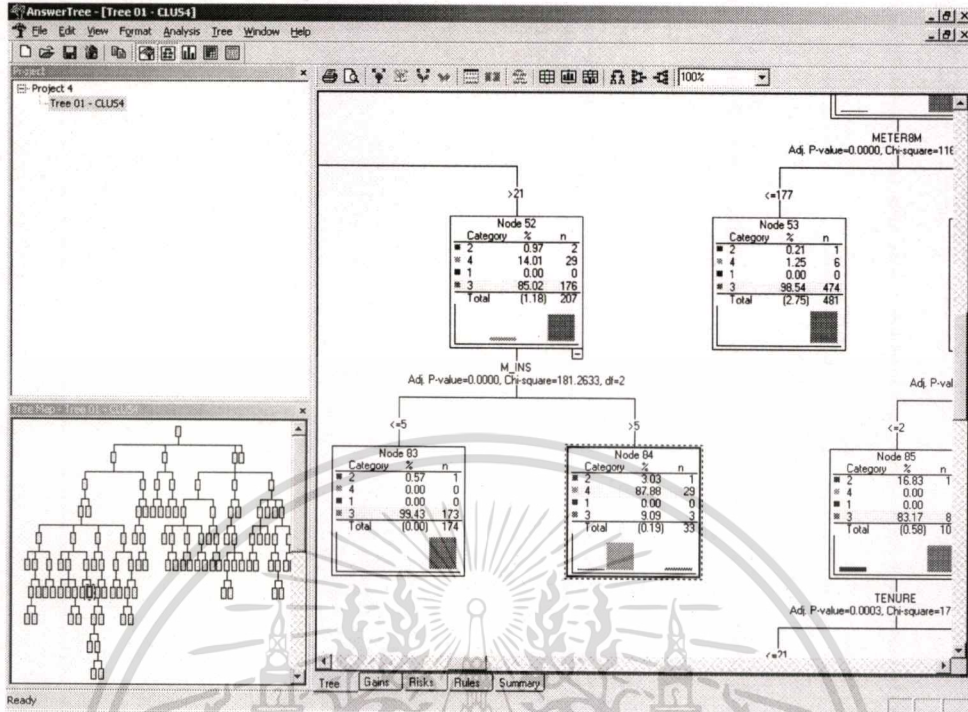 AnswerTree - [Tree 01 - CLUS4]
File Edit View Format Analysis Tree Window Help
Project
Project 4
Tree 01 - CLUS4
100%
METER8M
Adj. P-value=0.0000, Chi-square=116
>21
<=177
Node 52
Category % n
2 0.97 2
4 14.01 29
1 0.00 0
3 85.02 176
Total (1.18) 207
Node 53
Category % n
2 0.21 1
4 1.25 6
1 0.00 0
3 98.54 474
Total (2.75) 481
M_INS
Adj. P-value=0.0000, Chi-square=181.2633, df=2
Adj. P-val
Tree Map - Tree 01 - CLUS4
<=5
>5
<=2
Node 83
Category % n
2 0.57 1
4 0.00 0
1 0.00 0
3 99.43 173
Total (0.00) 174
Node 84
Category % n
2 3.03 1
4 87.88 29
1 0.00 0
3 9.09 3
Total (0.19) 33
Node 85
Category % n
2 16.83 1
4 0.00
1 0.00
3 83.17 8
Total (0.58) 10
TENURE
Adj. P-value=0.0003, Chi-square=17
<=21
Tree Gains Risks Rules Summary
Ready